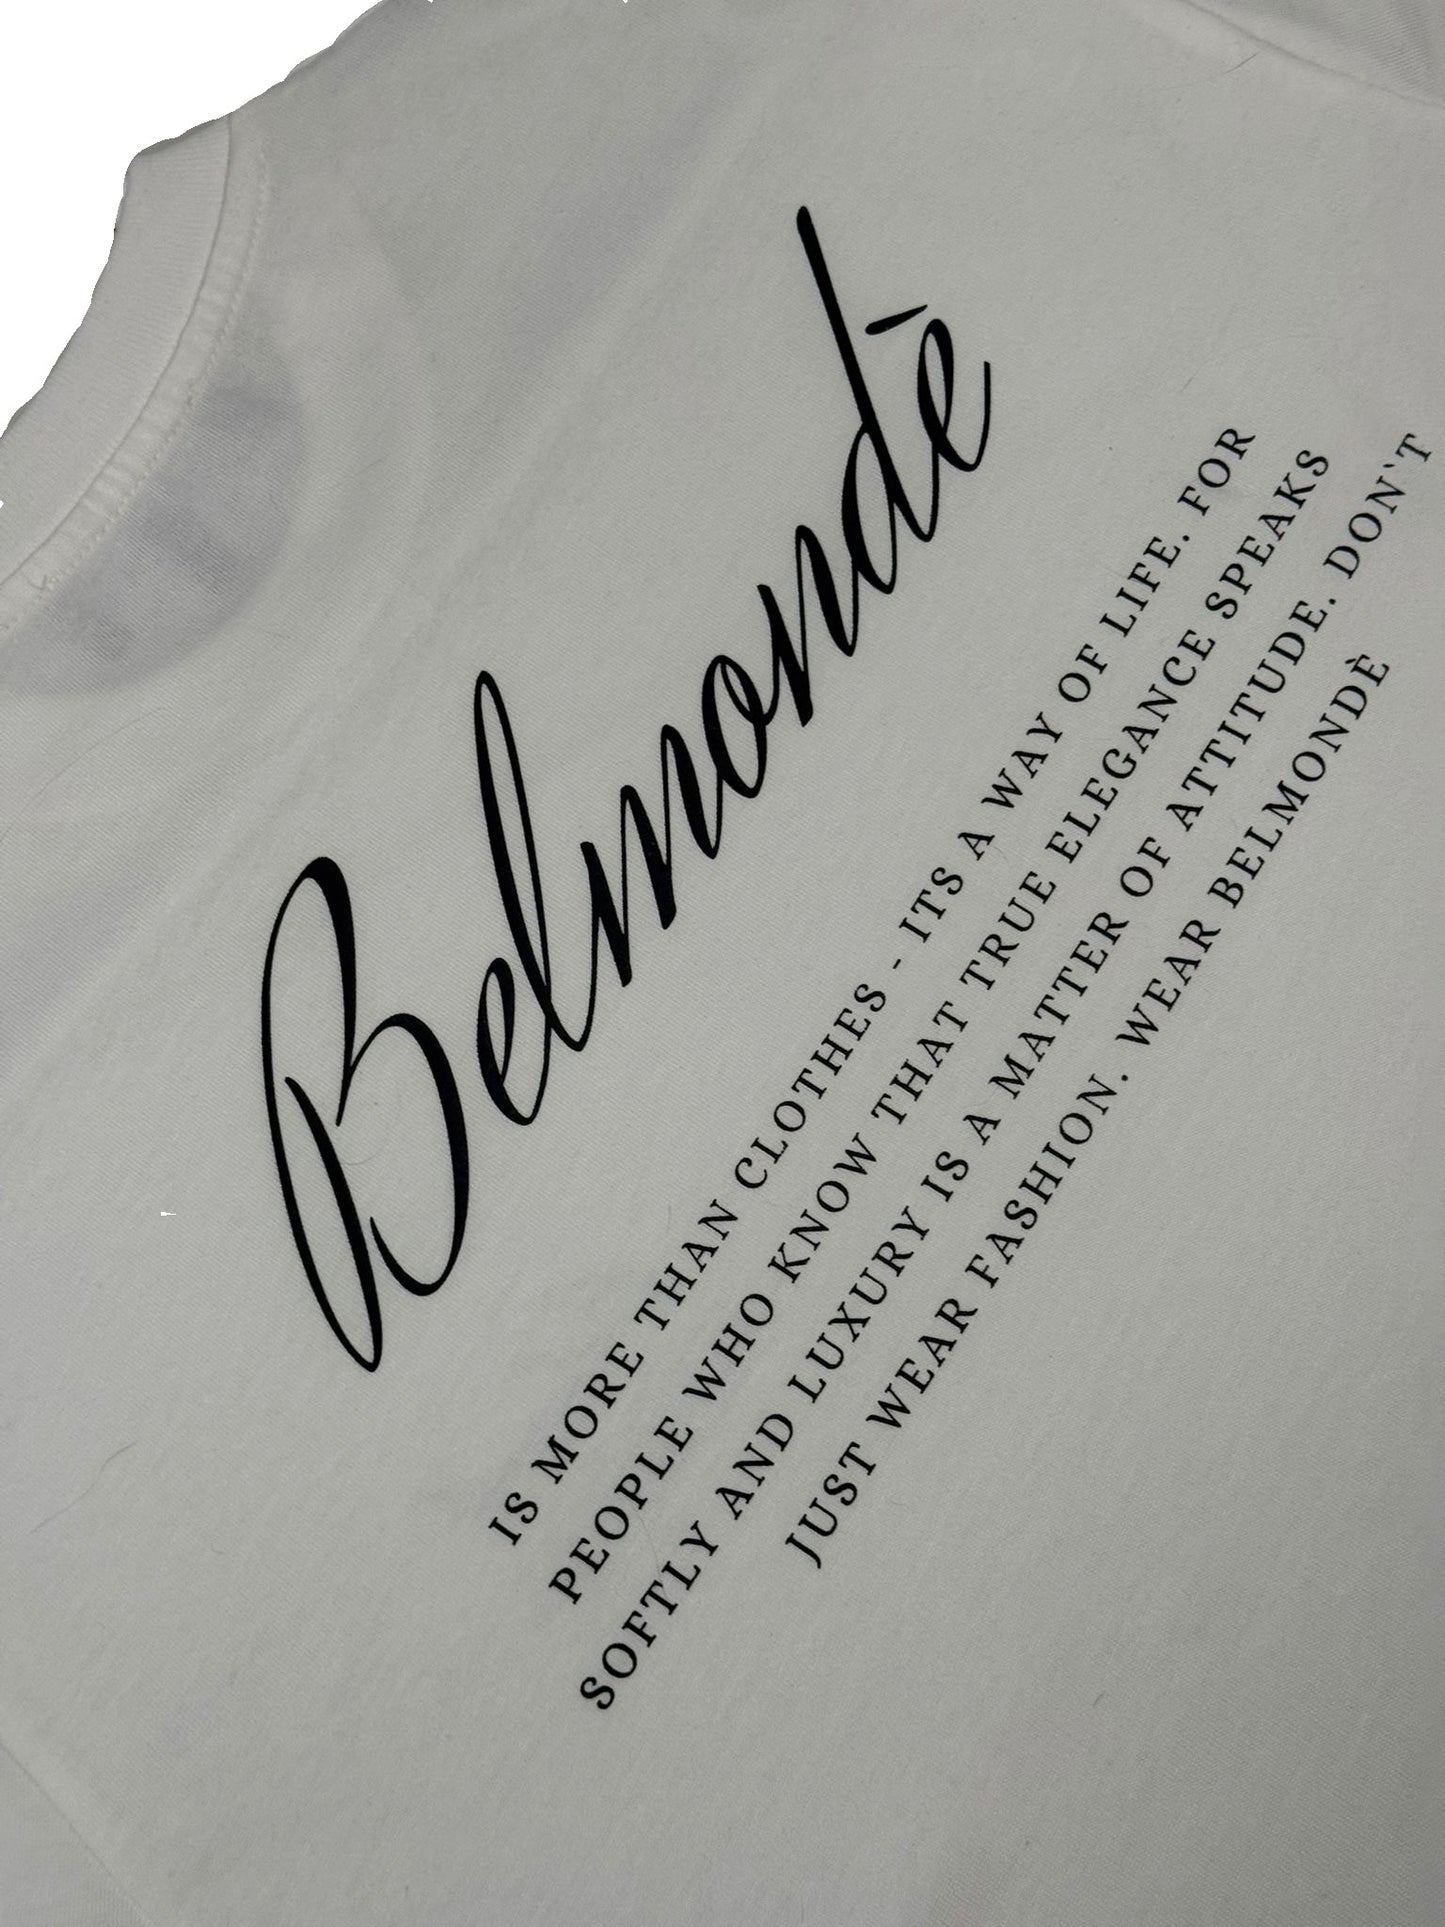 Belmondè
IS MORE THAN CLOTHES - ITS A WAY OF LIFE. FOR
PEOPLE WHO KNOW THAT TRUE ELEGANCE SPEAKS
SOFTLY AND LUXURY IS A MATTER OF ATTITUDE. DON`T
JUST WEAR FASHION. WEAR BELMONDÈ